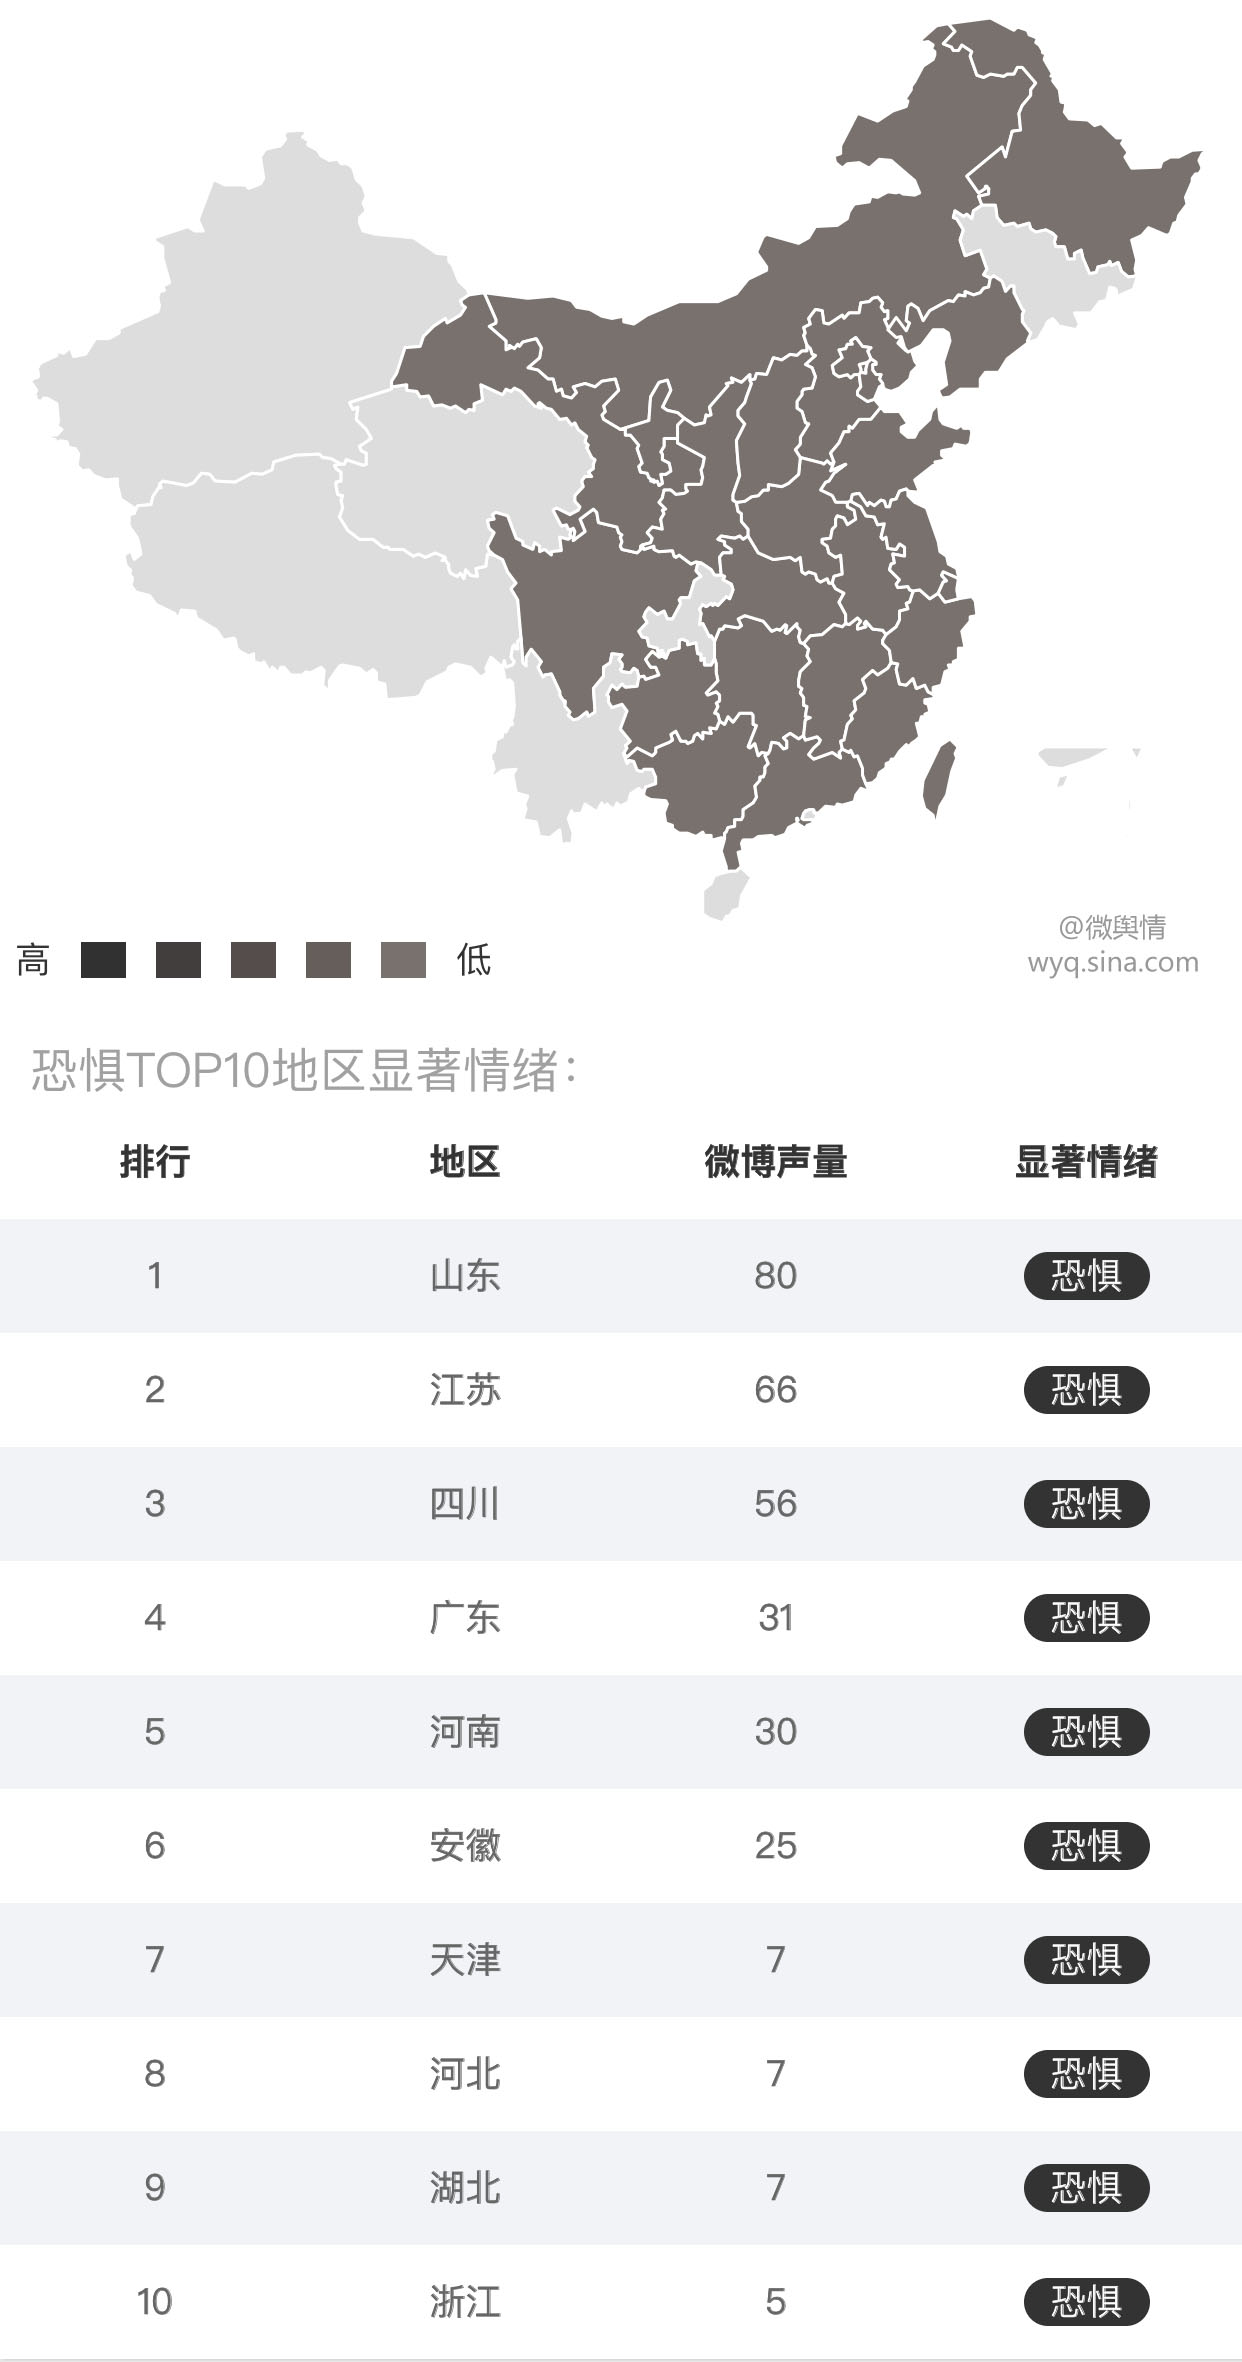 高 低
@微舆情
wyq.sina.com
恐惧TOP10地区显著情绪：
排行 地区 微博声量 显著情绪
1 山东 80 恐惧
2 江苏 66 恐惧
3 四川 56 恐惧
4 广东 31 恐惧
5 河南 30 恐惧
6 安徽 25 恐惧
7 天津 7 恐惧
8 河北 7 恐惧
9 湖北 7 恐惧
10 浙江 5 恐惧